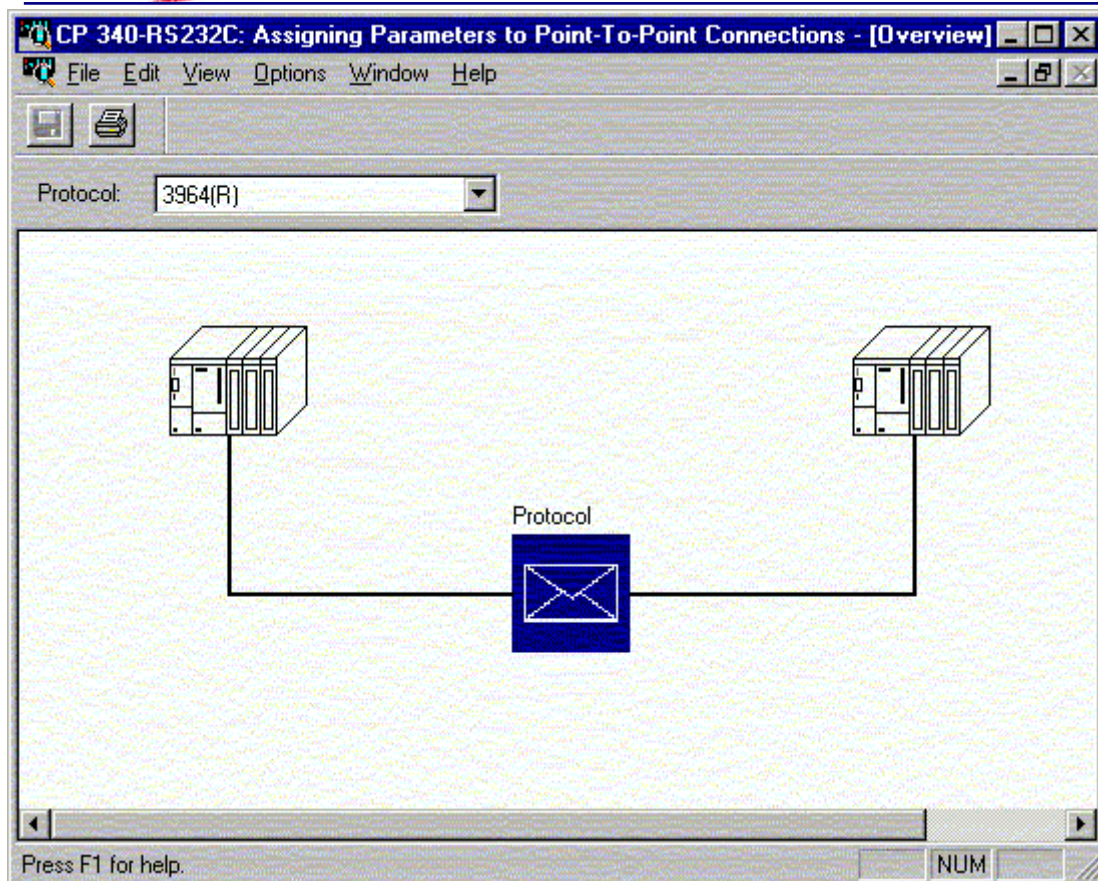 CP 340-RS232C: Assigning Parameters to Point-To-Point Connections - [Overview]
File Edit View Options Window Help
Protocol: 3964(R)
Protocol
Press F1 for help. NUM